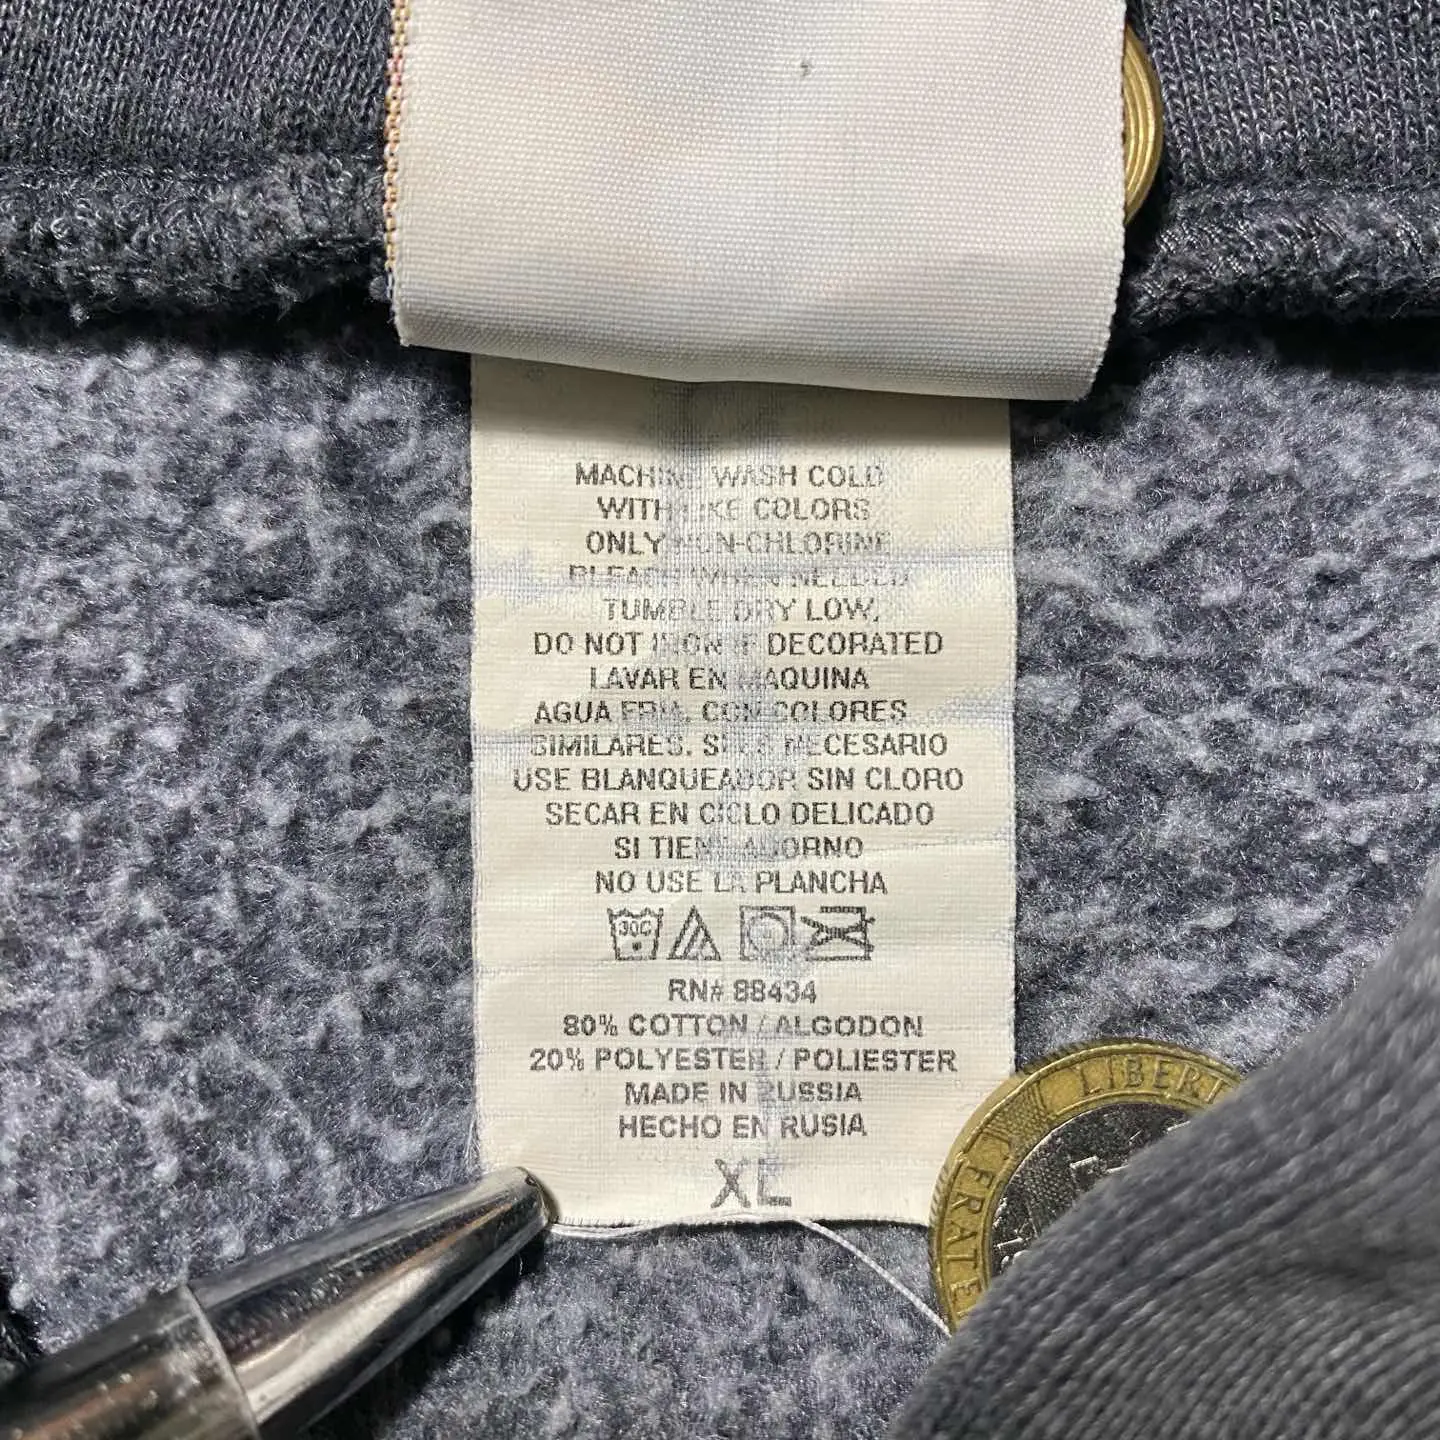 MACHINE WASH COLD
WITH LIKE COLORS
ONLY NON-CHLORINE
BLEACH WHEN NEEDED
TUMBLE DRY LOW,
DO NOT IRON IF DECORATED
LAVAR EN MAQUINA
AGUA FRIA, CON COLORES
SIMILARES. SI ES NECESARIO
USE BLANQUEADOR SIN CLORO
SECAR EN CICLO DELICADO
SI TIENE ADORNO
NO USE LA PLANCHA
30C
RN# 88434
80% COTTON / ALGODON
20% POLYESTER / POLIESTER
MADE IN RUSSIA
HECHO EN RUSIA
XL
LIBERT
FRATE